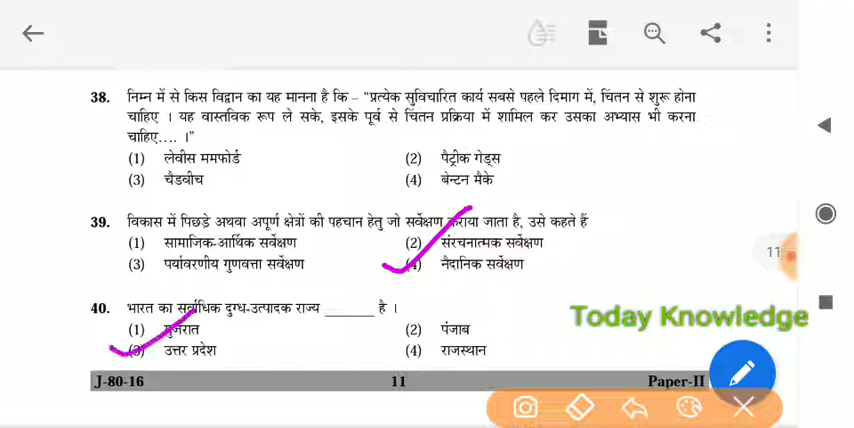 38. निम्न में से किस विद्वान का यह मानना है कि – “प्रत्येक सुविचारित कार्य सबसे पहले दिमाग में, चिंतन से शुरू होना
चाहिए । यह वास्तविक रूप ले सके, इसके पूर्व से चिंतन प्रक्रिया में शामिल कर उसका अभ्यास भी करना
चाहिए.... ।”
(1) लेवीस ममफोर्ड (2) पैट्रीक गेड्स
(3) चैडवीच (4) बेन्टन मैके
39. विकास में पिछड़े अथवा अपूर्ण क्षेत्रों की पहचान हेतु जो सर्वेक्षण कराया जाता है, उसे कहते हैं
(1) सामाजिक-आर्थिक सर्वेक्षण (2) संरचनात्मक सर्वेक्षण
(3) पर्यावरणीय गुणवत्ता सर्वेक्षण (4) नैदानिक सर्वेक्षण
11
40. भारत का सर्वाधिक दुग्ध-उत्पादक राज्य ______ है ।
(1) गुजरात (2) पंजाब
Today Knowledge
(3) उत्तर प्रदेश (4) राजस्थान
J-80-16 11 Paper-II